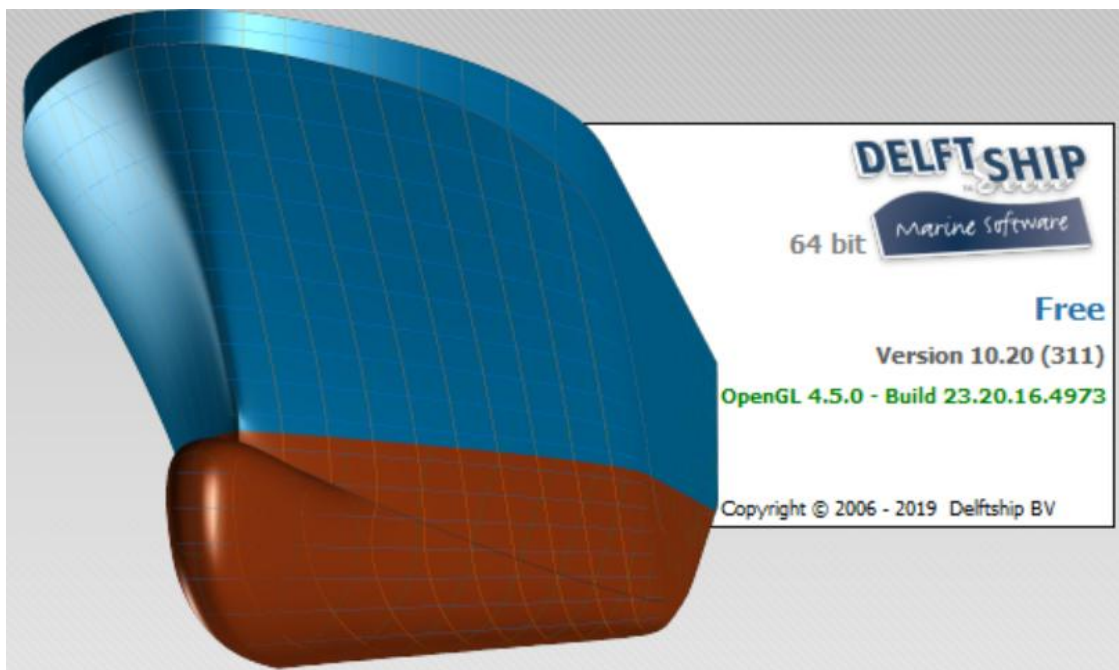 DELFTSHIP
Marine Software
64 bit
Free
Version 10.20 (311)
OpenGL 4.5.0 - Build 23.20.16.4973
Copyright © 2006 - 2019 Delftship BV